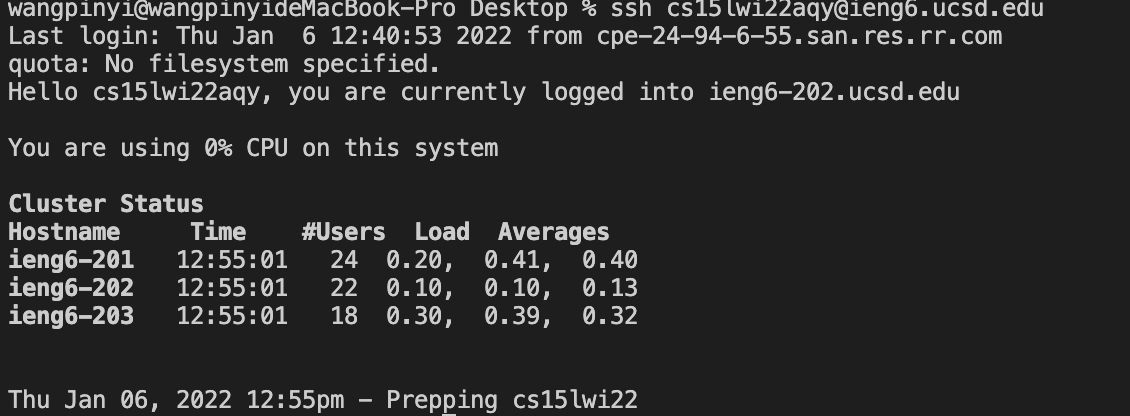 wangpinyi@wangpinyideMacBook-Pro Desktop % ssh cs15lwi22aqy@ieng6.ucsd.edu
Last login: Thu Jan  6 12:40:53 2022 from cpe-24-94-6-55.san.res.rr.com
quota: No filesystem specified.
Hello cs15lwi22aqy, you are currently logged into ieng6-202.ucsd.edu
You are using 0% CPU on this system
Cluster Status
Hostname     Time    #Users  Load  Averages
ieng6-201   12:55:01   24  0.20,  0.41,  0.40
ieng6-202   12:55:01   22  0.10,  0.10,  0.13
ieng6-203   12:55:01   18  0.30,  0.39,  0.32
Thu Jan 06, 2022 12:55pm - Prepping cs15lwi22